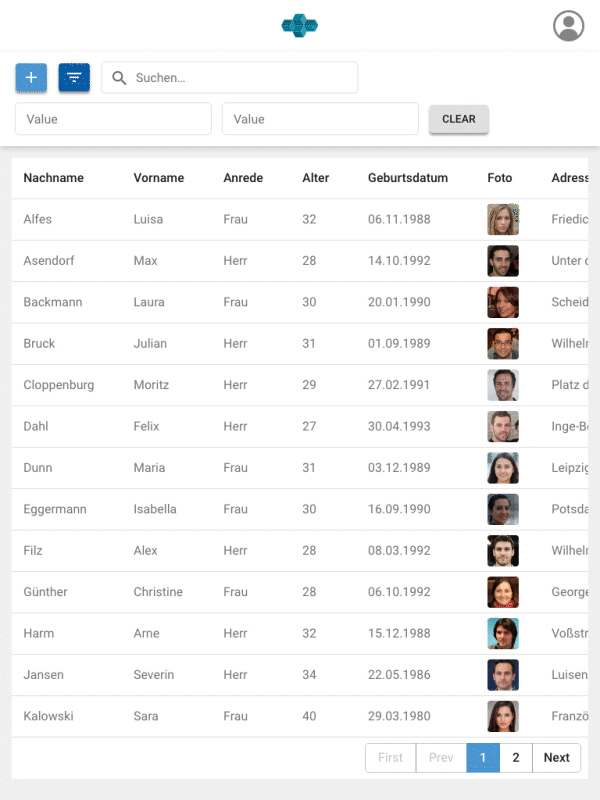 Suchen...
Value Value CLEAR
Nachname Vorname Anrede Alter Geburtsdatum Foto Adress
Alfes Luisa Frau 32 06.11.1988 Friedic
Asendorf Max Herr 28 14.10.1992 Unter d
Backmann Laura Frau 30 20.01.1990 Scheid
Bruck Julian Herr 31 01.09.1989 Wilhelm
Cloppenburg Moritz Herr 29 27.02.1991 Platz d
Dahl Felix Herr 27 30.04.1993 Inge-Be
Dunn Maria Frau 31 03.12.1989 Leipzig
Eggermann Isabella Frau 30 16.09.1990 Potsda
Filz Alex Herr 28 08.03.1992 Wilhelm
Günther Christine Frau 28 06.10.1992 George
Harm Arne Herr 32 15.12.1988 Voßstr
Jansen Severin Herr 34 22.05.1986 Luisen
Kalowski Sara Frau 40 29.03.1980 Franzö
First Prev 1 2 Next